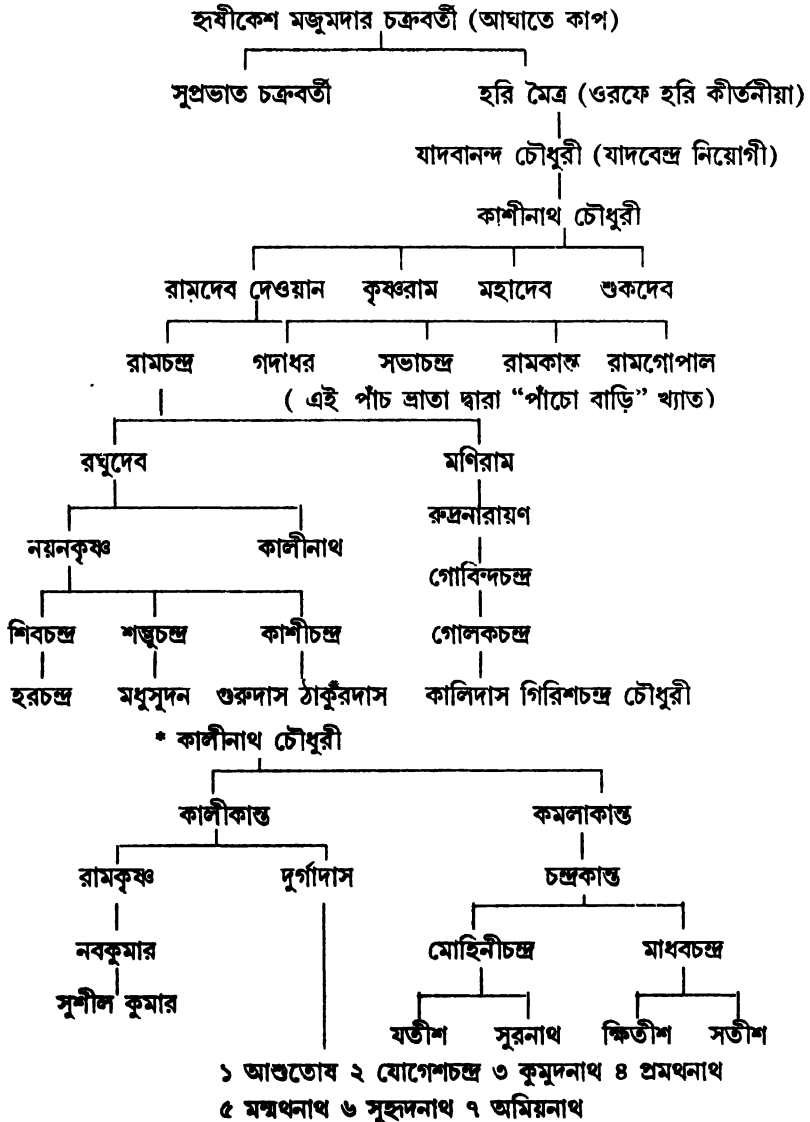 হৃষীকেশ মজুমদার চক্রবর্তী (আঘাতে কাপ)
সুপ্রভাত চক্রবর্তী হরি মৈত্র (ওরফে হরি কীর্তনীয়া)
যাদবানন্দ চৌধুরী (যাদবেন্দ্র নিয়োগী)
কাশীনাথ চৌধুরী
রামদেব দেওয়ান কৃষ্ণরাম মহাদেব শুকদেব
রামচন্দ্র গদাধর সভাচন্দ্র রামকান্ত রামগোপাল
( এই পাঁচ ভ্রাতা দ্বারা “পাঁচো বাড়ি” খ্যাত)
রঘুদেব মণিরাম
রুদ্রনারায়ণ
নয়নকৃষ্ণ কালীনাথ
গোবিন্দচন্দ্র
শিবচন্দ্র শম্ভুচন্দ্র কাশীচন্দ্র গোলকচন্দ্র
হরচন্দ্র মধুসূদন গুরুদাস ঠাকুঁরদাস কালিদাস গিরিশচন্দ্র চৌধুরী
* কালীনাথ চৌধুরী
কালীকান্ত কমলাকান্ত
রামকৃষ্ণ দুর্গাদাস চন্দ্রকান্ত
নবকুমার মোহিনীচন্দ্র মাধবচন্দ্র
সুশীল কুমার
যতীশ সুরনাথ ক্ষিতীশ সতীশ
১ আশুতোষ ২ যোগেশচন্দ্র ৩ কুমুদনাথ ৪ প্রমথনাথ
৫ মন্মথনাথ ৬ সুহৃদনাথ ৭ অমিয়নাথ